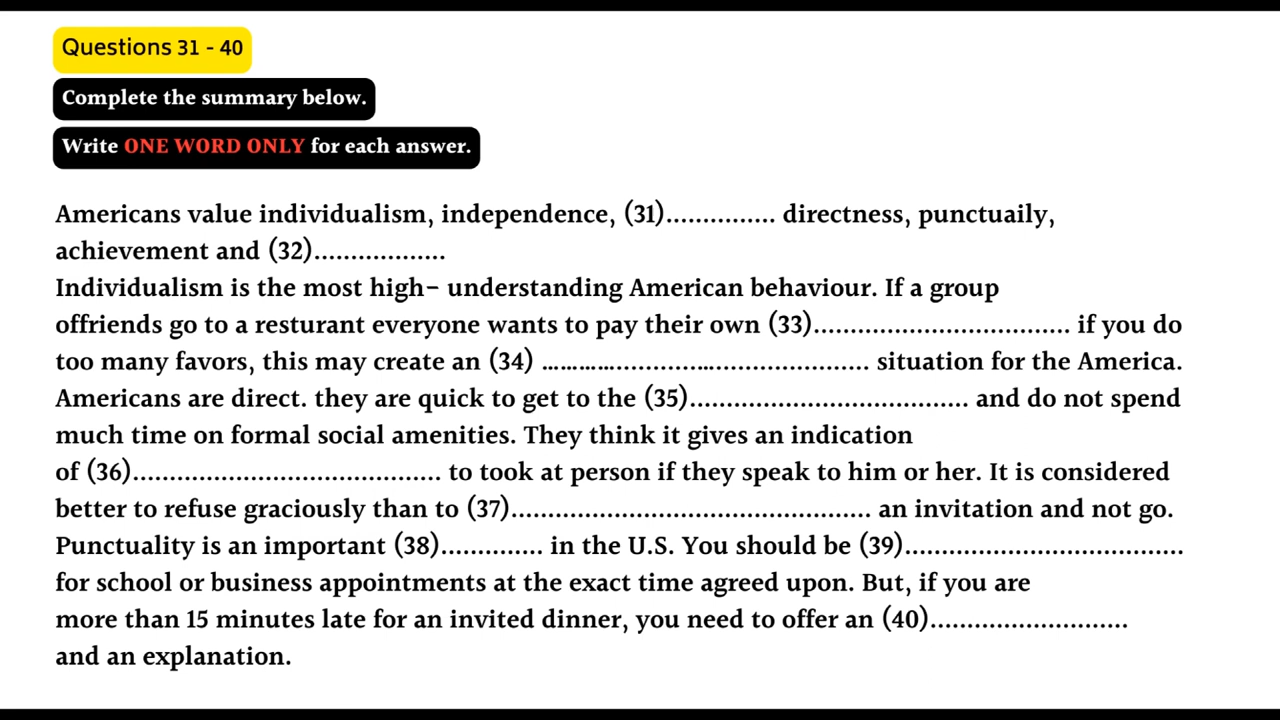 Questions 31 - 40
Complete the summary below.
Write ONE WORD ONLY for each answer.
Americans value individualism, independence, (31)............... directness, punctuaily,
achievement and (32)..................
Individualism is the most high- understanding American behaviour. If a group
offriends go to a resturant everyone wants to pay their own (33)................................... if you do
too many favors, this may create an (34) ............................................. situation for the America.
Americans are direct. they are quick to get to the (35)...................................... and do not spend
much time on formal social amenities. They think it gives an indication
of (36).......................................... to took at person if they speak to him or her. It is considered
better to refuse graciously than to (37)................................................. an invitation and not go.
Punctuality is an important (38).............. in the U.S. You should be (39)......................................
for school or business appointments at the exact time agreed upon. But, if you are
more than 15 minutes late for an invited dinner, you need to offer an (40)...........................
and an explanation.